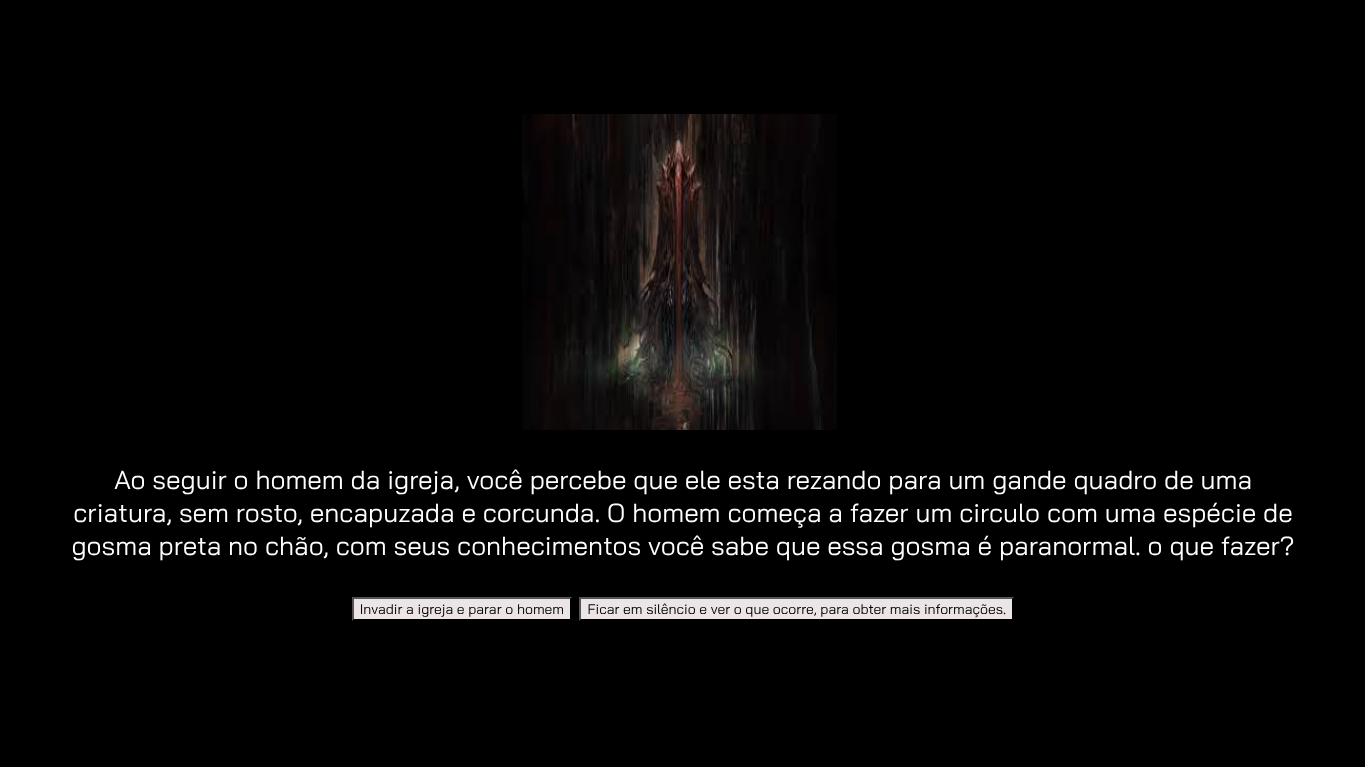 Ao seguir o homem da igreja, você percebe que ele esta rezando para um gande quadro de uma
criatura, sem rosto, encapuzada e corcunda. O homem começa a fazer um circulo com uma espécie de
gosma preta no chão, com seus conhecimentos você sabe que essa gosma é paranormal. o que fazer?
Invadir a igreja e parar o homem
Ficar em silêncio e ver o que ocorre, para obter mais informações.